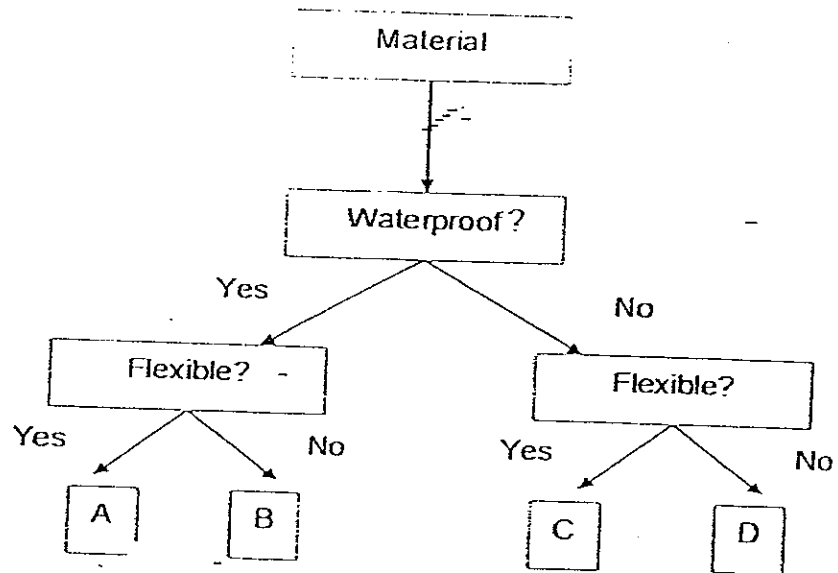 Material
Waterproof?
Yes
No
Flexible?
Flexible?
Yes
No
Yes
No
A
B
C
D